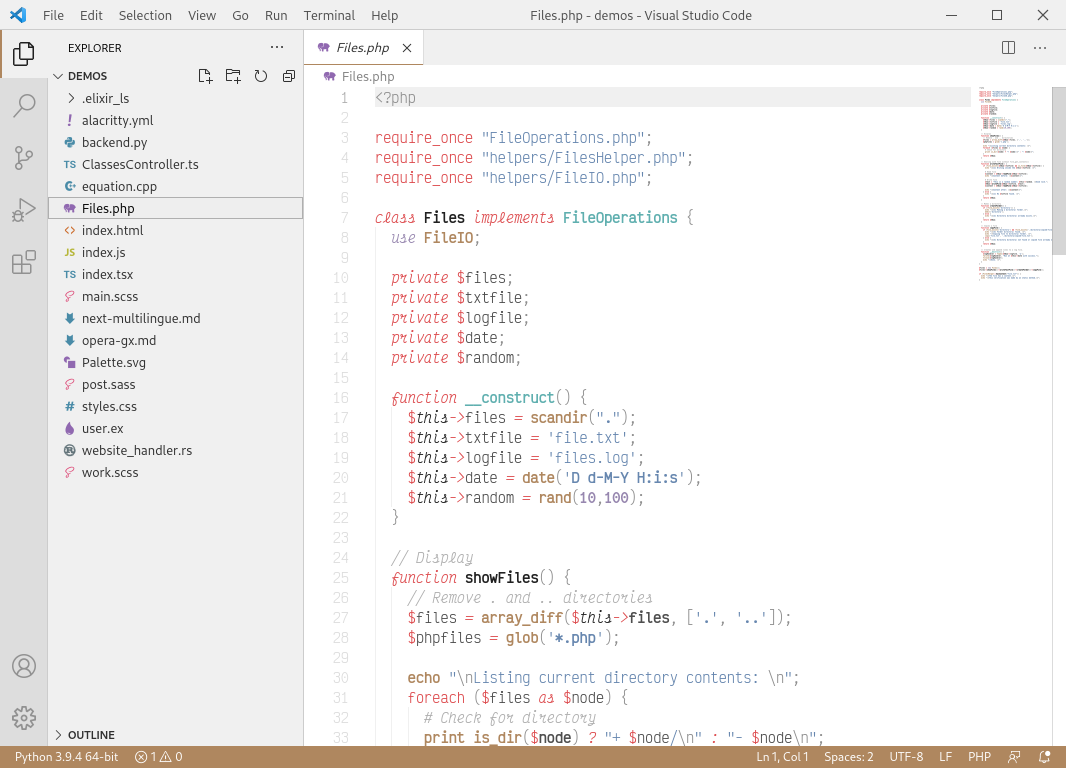 File Edit Selection View Go Run Terminal Help Files.php - demos - Visual Studio Code
EXPLORER
DEMOS
.elixir_ls
! alacritty.yml
backend.py
TS ClassesController.ts
equation.cpp
Files.php
<> index.html
JS index.js
TS index.tsx
main.scss
next-multilingue.md
opera-gx.md
Palette.svg
post.sass
# styles.css
user.ex
website_handler.rs
work.scss
OUTLINE
Files.php
Files.php
1 <?php
2
3 require_once "FileOperations.php";
4 require_once "helpers/FilesHelper.php";
5 require_once "helpers/FileIO.php";
6
7 class Files implements FileOperations {
8 use FileIO;
9
10 private $files;
11 private $txtfile;
12 private $logfile;
13 private $date;
14 private $random;
15
16 function __construct() {
17 $this->files = scandir(".");
18 $this->txtfile = 'file.txt';
19 $this->logfile = 'files.log';
20 $this->date = date('D d-M-Y H:i:s');
21 $this->random = rand(10,100);
22 }
23
24 // Display
25 function showFiles() {
26 // Remove . and .. directories
27 $files = array_diff($this->files, ['.', '..']);
28 $phpfiles = glob('*.php');
29
30 echo "\nListing current directory contents: \n";
31 foreach ($files as $node) {
32 # Check for directory
33 print is_dir($node) ? "+ $node/\n" : "- $node\n";
Python 3.9.4 64-bit 1 0 Ln 1, Col 1 Spaces: 2 UTF-8 LF PHP